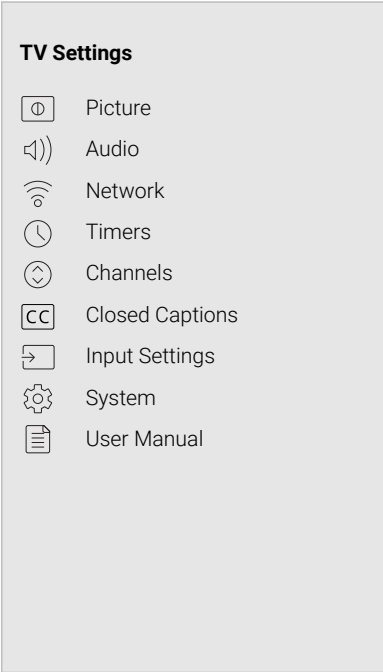 TV Settings
Picture
Audio
Network
Timers
Channels
CC Closed Captions
Input Settings
System
User Manual